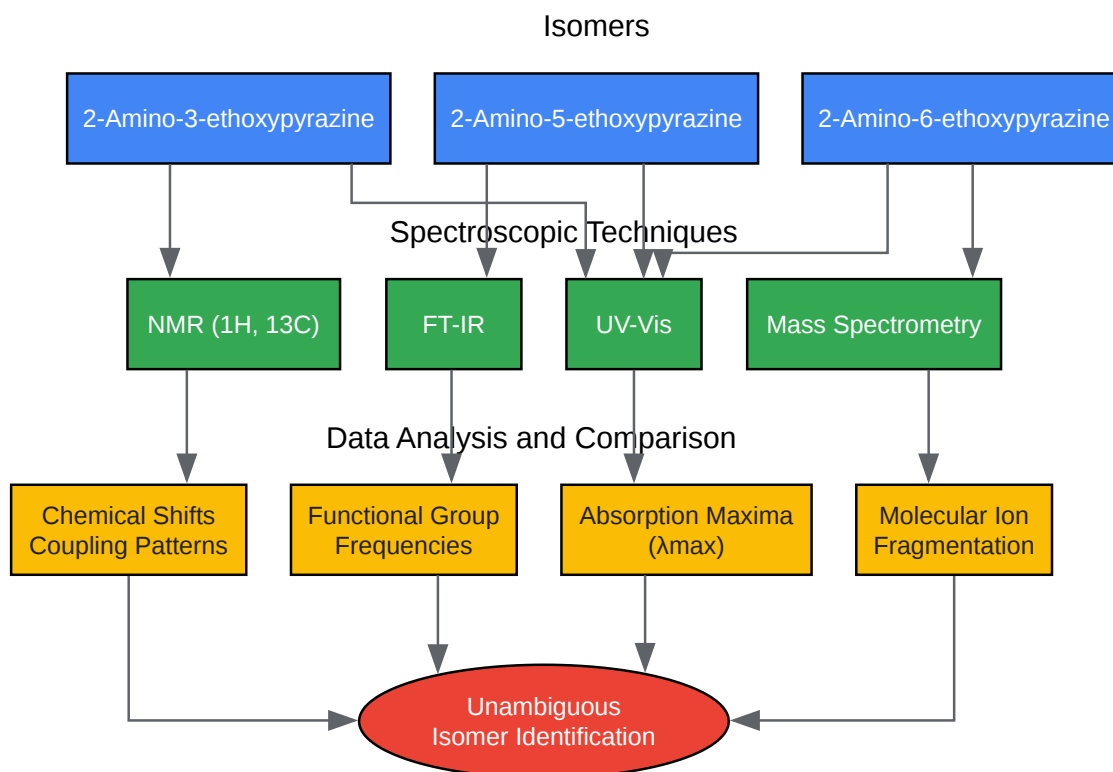 Isomers
2-Amino-3-ethoxypyrazine
2-Amino-5-ethoxypyrazine
2-Amino-6-ethoxypyrazine
Spectroscopic Techniques
NMR (1H, 13C)
FT-IR
UV-Vis
Mass Spectrometry
Data Analysis and Comparison
Chemical Shifts
Coupling Patterns
Functional Group
Frequencies
Absorption Maxima
(λmax)
Molecular Ion
Fragmentation
Unambiguous
Isomer Identification